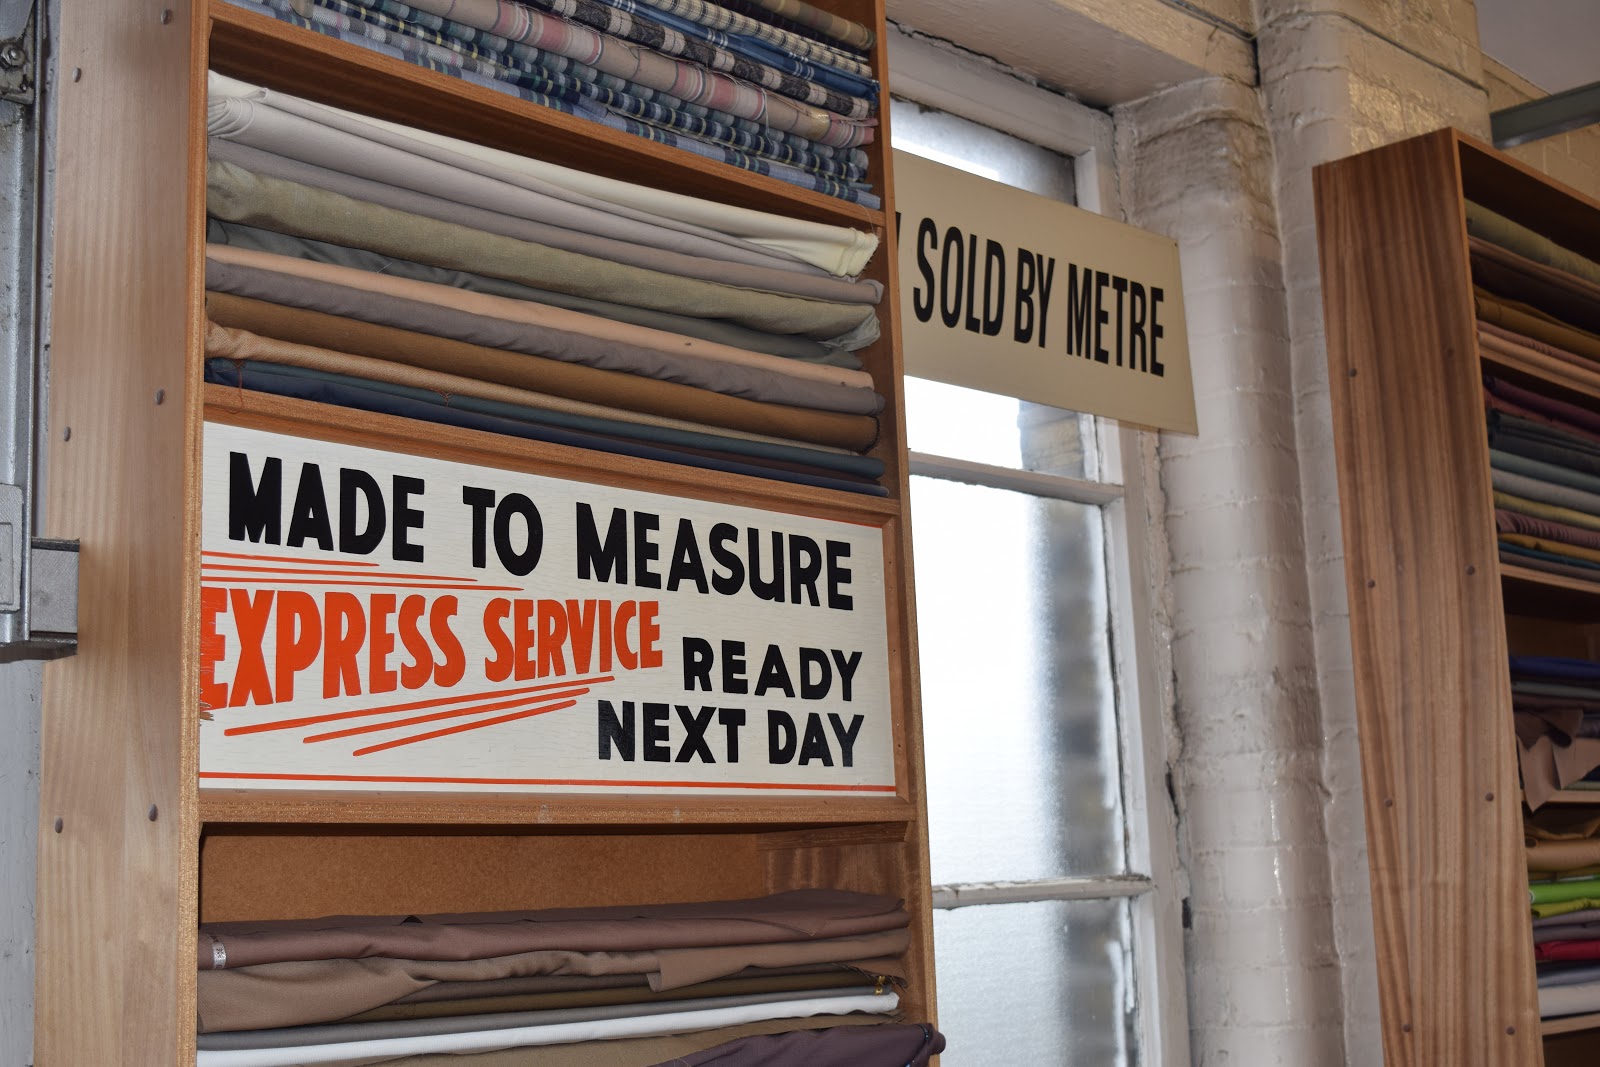 SOLD BY METRE
MADE TO MEASURE
EXPRESS SERVICE
READY
NEXT DAY